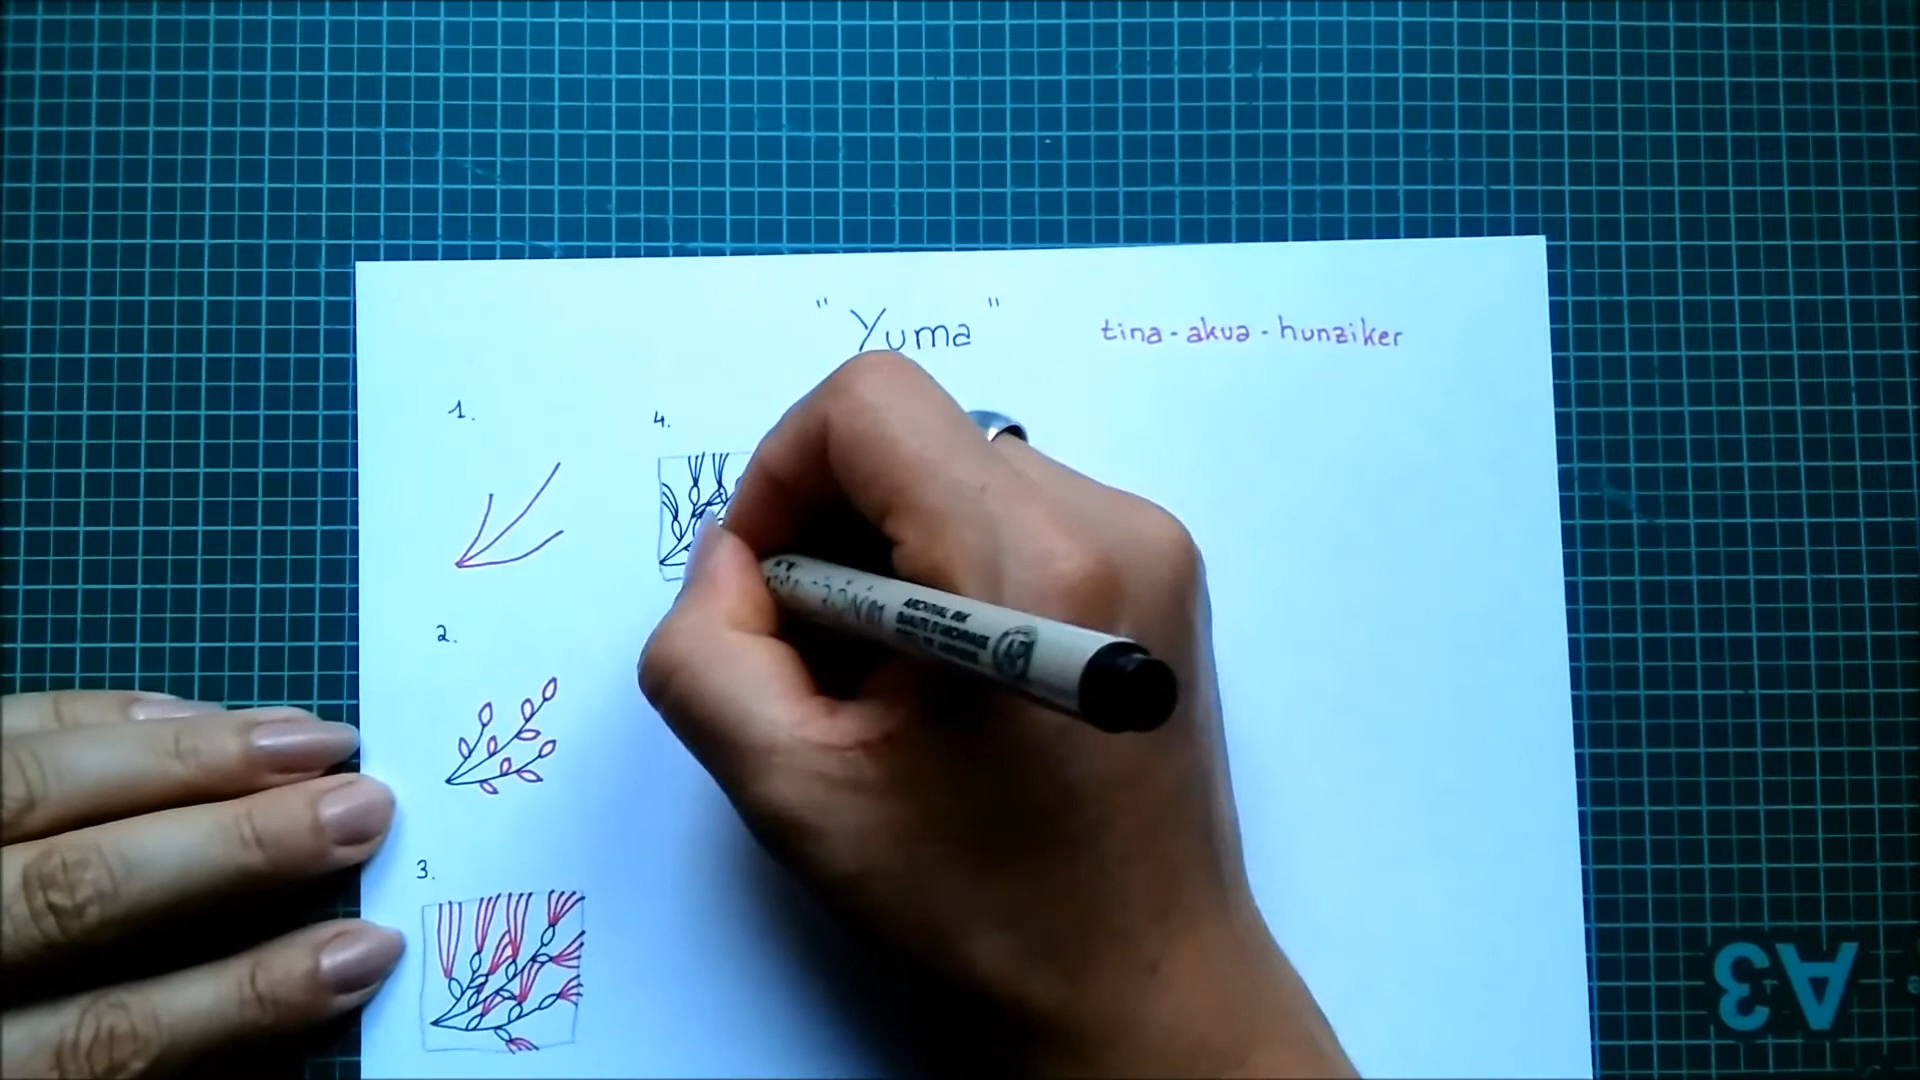 "Yuma"
tina-akua-hunziker
1.
4.
2.
3.
ARCHIVAL INK
A3